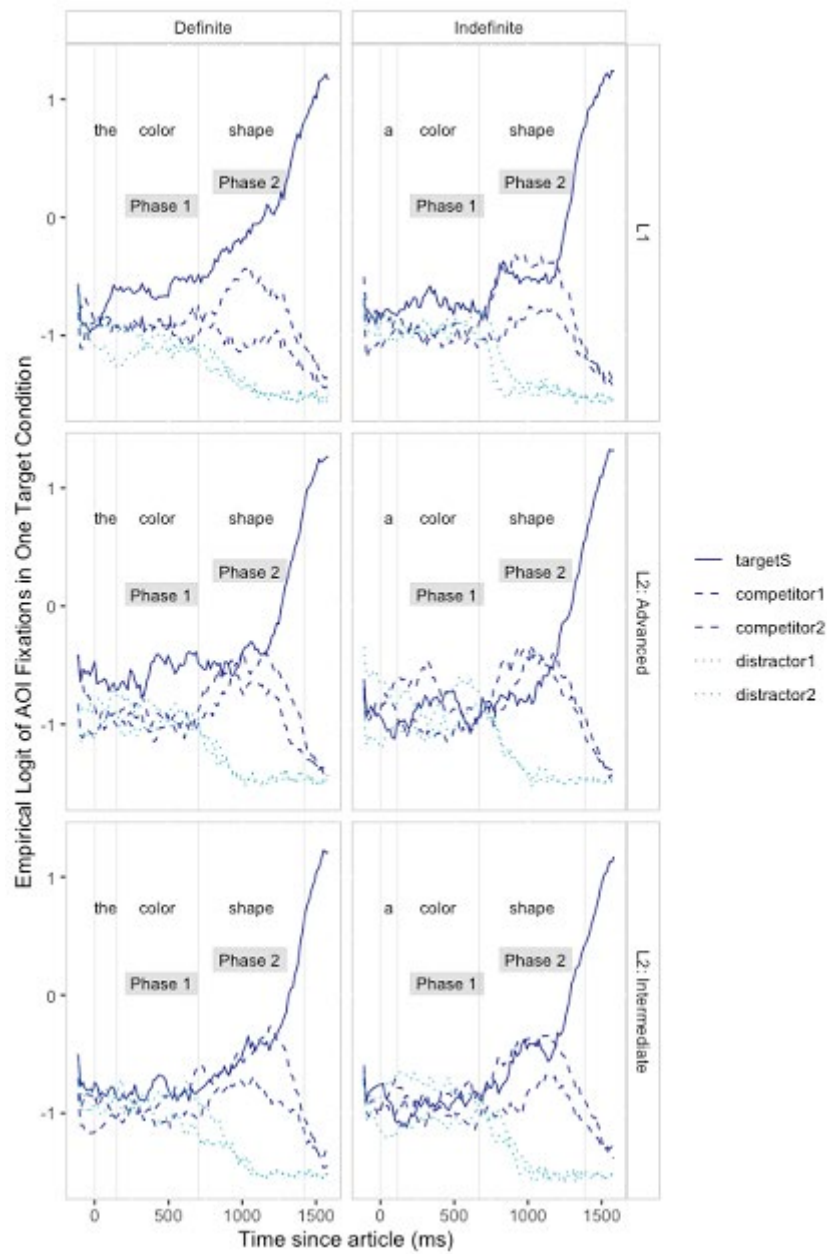 Definite Indefinite
1
the color shape a color shape
Phase 2 Phase 2
0
Phase 1 Phase 1
L1
-1
Empirical Logit of AOI Fixations in One Target Condition
1
the color shape a color shape
Phase 2 Phase 2
0
Phase 1 Phase 1
L2: Advanced
-1
targetS
competitor1
competitor2
distractor1
distractor2
1
the color shape a color shape
Phase 2 Phase 2
0
Phase 1 Phase 1
L2: Intermediate
-1
0 500 1000 1500 0 500 1000 1500
Time since article (ms)